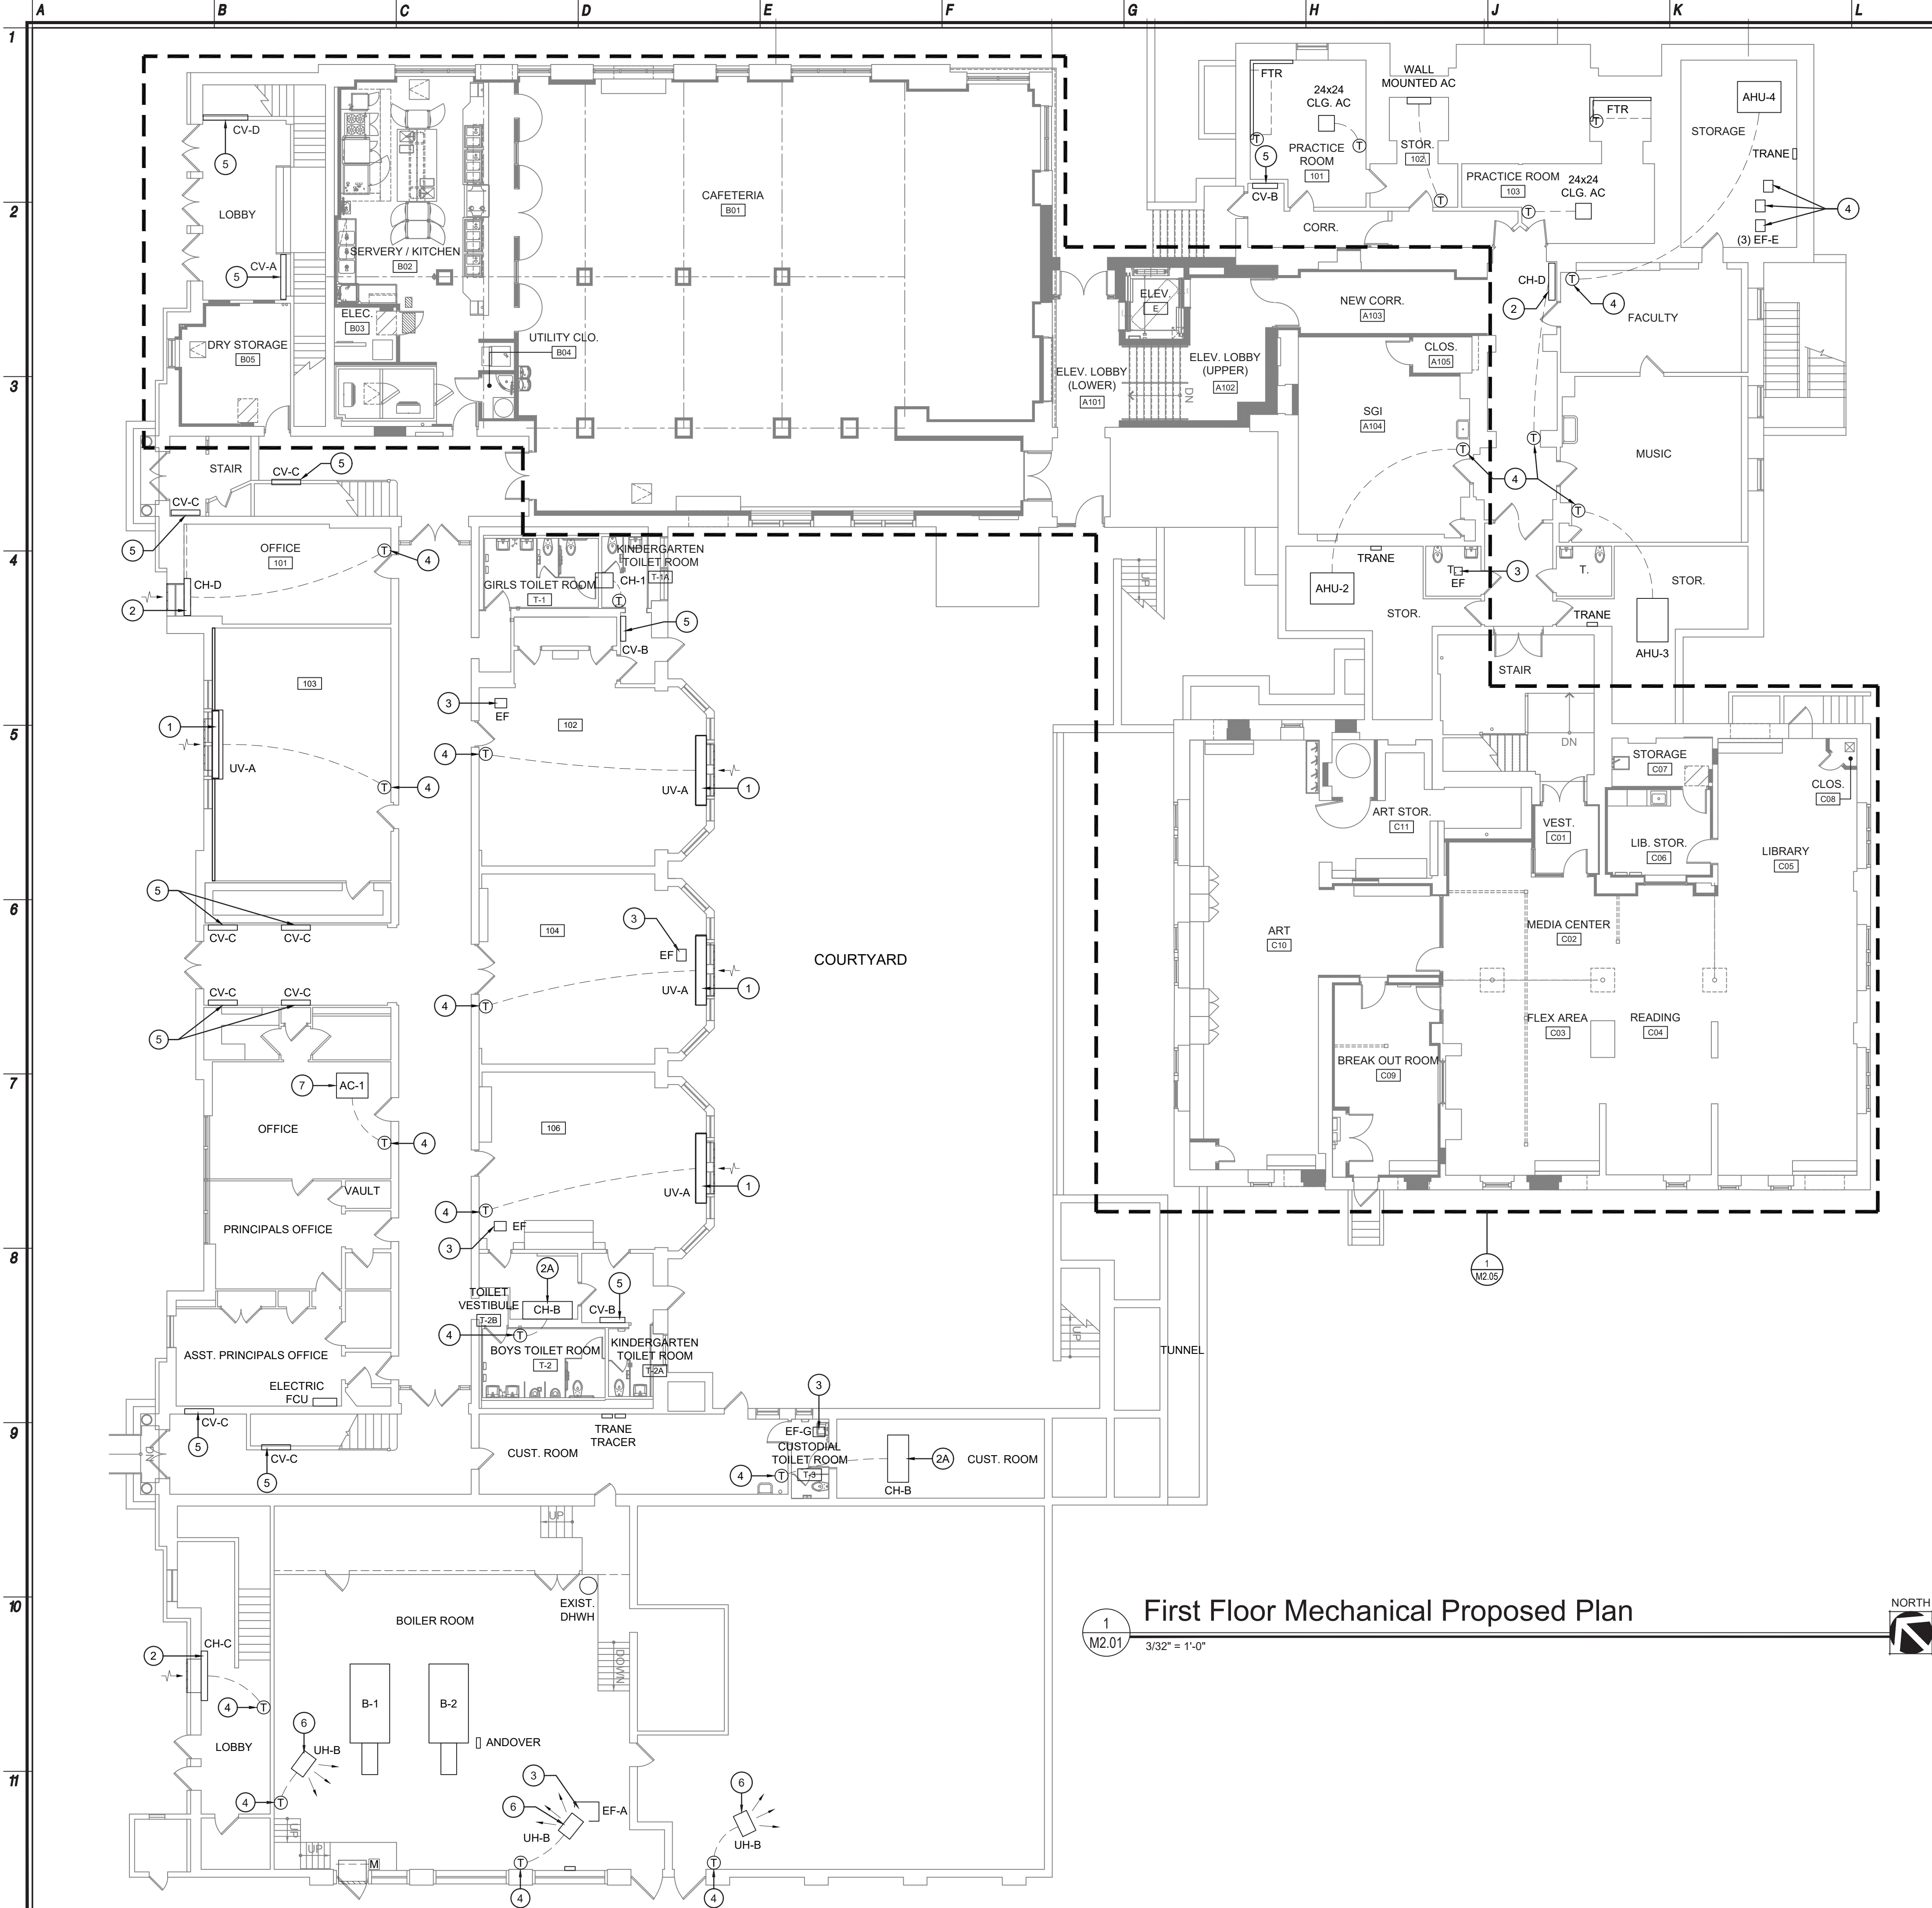 A B C D E F G H J K L
1
FTR
WALL
MOUNTED AC
24x24
CLG. AC
FTR
AHU-4
STORAGE
CV-D
5
T
T
T
PRACTICE
ROOM
101
5
STOR.
102
TRANE
PRACTICE ROOM
103
24x24
CLG. AC
CAFETERIA
B01
CV-B
T
T
2
LOBBY
4
CORR.
(3) EF-E
SERVERY / KITCHEN
B02
CV-A
5
CH-D
T
ELEV.
E
NEW CORR.
A103
2
4
ELEC.
B03
FACULTY
UTILITY CLO.
B04
DRY STORAGE
B05
CLOS.
A105
ELEV. LOBBY
(UPPER)
A102
3
ELEV. LOBBY
(LOWER)
A101
DN
SGI
A104
T
T
MUSIC
STAIR
CV-C
5
4
CV-C
T
5
4
OFFICE
101
T
4
KINDERGARTEN
TOILET ROOM
T-1A
TRANE
T.
EF
3
T.
CH-D
GIRLS TOILET ROOM
T-1
CH-1
T
UP
AHU-2
STOR.
2
5
STOR.
TRANE
CV-B
AHU-3
STAIR
103
3
EF
102
5
1
4
T
DN
STORAGE
C07
UV-A
T
4
UV-A
1
CLOS.
C08
ART STOR.
C11
VEST.
C01
LIB. STOR.
C06
LIBRARY
C05
5
6
CV-C
CV-C
104
3
EF
ART
C10
MEDIA CENTER
C02
COURTYARD
UV-A
1
CV-C
CV-C
4
T
5
FLEX AREA
C03
READING
C04
BREAK OUT ROOM
C09
7
7
AC-1
OFFICE
T
4
106
UV-A
1
VAULT
4
T
PRINCIPALS OFFICE
EF
3
8
2A
5
1
M2.05
TOILET
VESTIBULE
T-2B
CH-B
CV-B
4
T
UP
BOYS TOILET ROOM
T-2
KINDERGARTEN
TOILET ROOM
T-2A
TUNNEL
ASST. PRINCIPALS OFFICE
ELECTRIC
FCU
3
9
CV-C
5
TRANE
TRACER
EF-G
DN
CV-C
5
CUST. ROOM
CUSTODIAL
TOILET ROOM
T-3
4
T
2A
CUST. ROOM
CH-B
UP
10
EXIST.
DHWH
BOILER ROOM
1
M2.01
First Floor Mechanical Proposed Plan
3/32" = 1'-0"
NORTH
CH-C
2
DOWN
B-1
B-2
4
T
6
ANDOVER
LOBBY
UH-B
11
3
6
4
T
6
EF-A
UP
UH-B
UH-B
UP
M
T
T
4
4